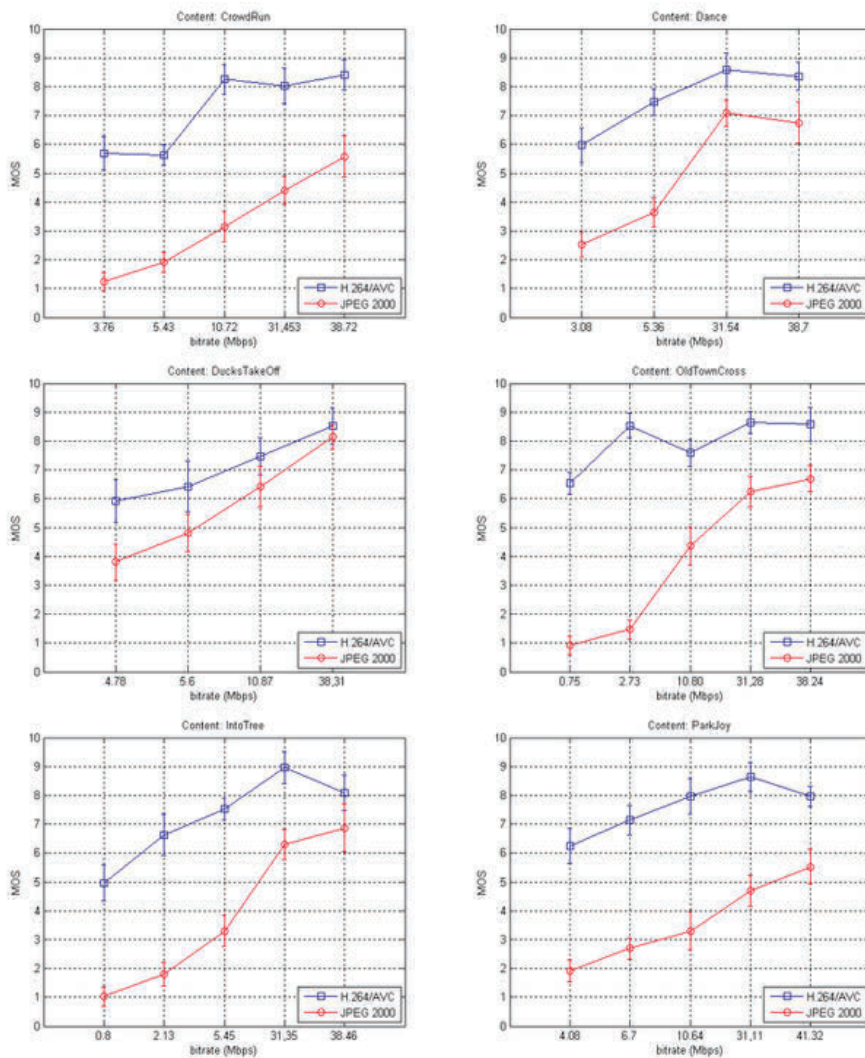 Content: CrowdRun
10
9
8
7
6
5
4
3
2
1
0
MOS
3.76 5.43 10.72 31,453 38.72
bitrate (Mbps)
H.264/AVC
JPEG 2000
Content: Dance
10
9
8
7
6
5
4
3
2
1
0
MOS
3.08 5.36 31.54 38,7
bitrate (Mbps)
H.264/AVC
JPEG 2000
Content: DucksTakeOff
10
9
8
7
6
5
4
3
2
1
0
MOS
4.78 5.6 10.87 38,31
bitrate (Mbps)
H.264/AVC
JPEG 2000
Content: OldTownCross
10
9
8
7
6
5
4
3
2
1
0
MOS
0.75 2.73 10.80 31,28 38.24
bitrate (Mbps)
H.264/AVC
JPEG 2000
Content: IntoTree
10
9
8
7
6
5
4
3
2
1
0
MOS
0.8 2.13 5.45 31,35 38.46
bitrate (Mbps)
H.264/AVC
JPEG 2000
Content: ParkJoy
10
9
8
7
6
5
4
3
2
1
0
MOS
4.08 6.7 10.64 31,11 41.32
bitrate (Mbps)
H.264/AVC
JPEG 2000